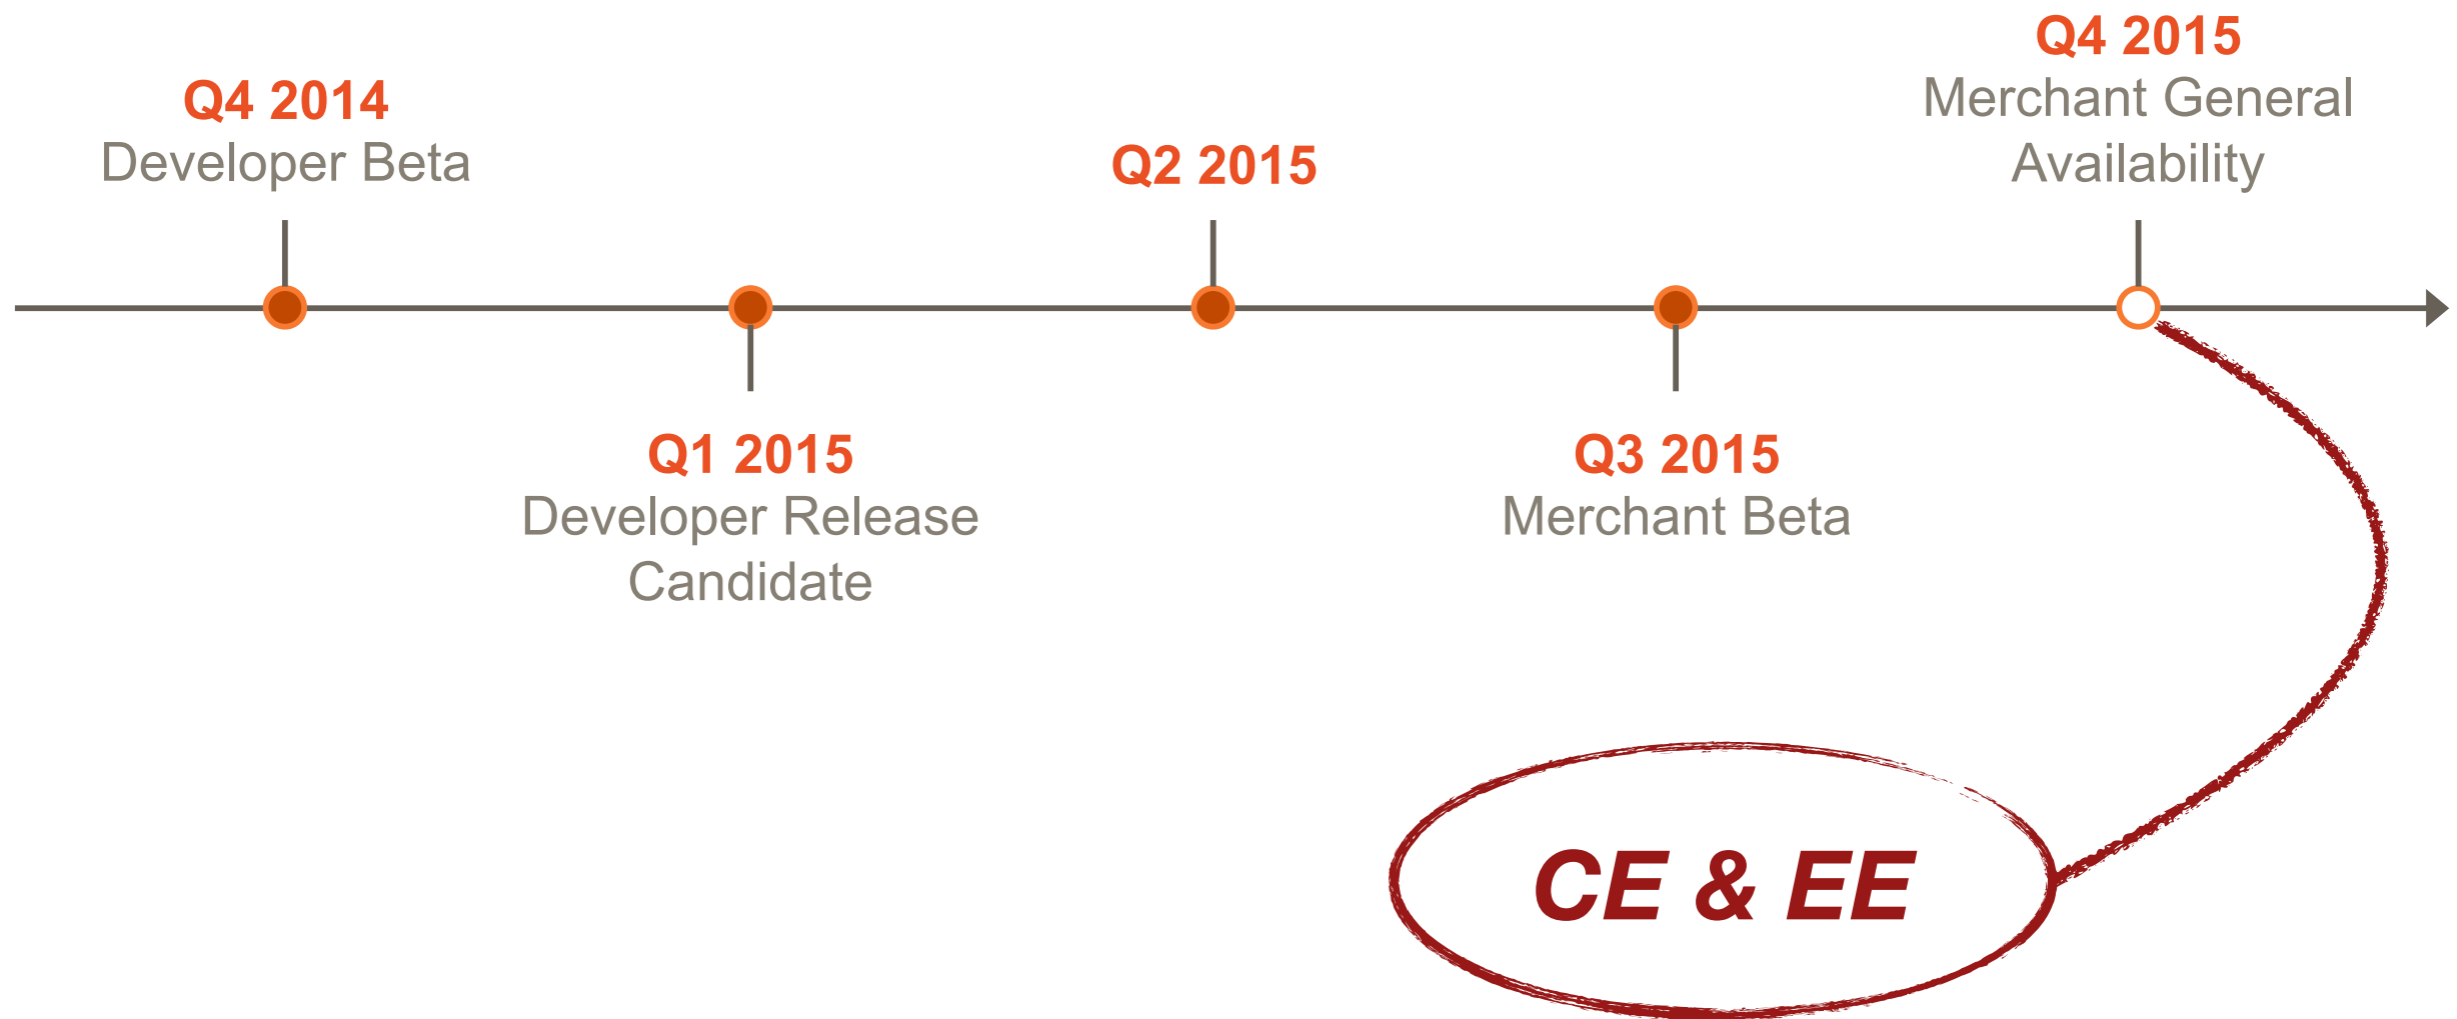 Q4 2014
Developer Beta
Q1 2015
Developer Release
Candidate
Q2 2015
Q3 2015
Merchant Beta
Q4 2015
Merchant General
Availability
CE & EE